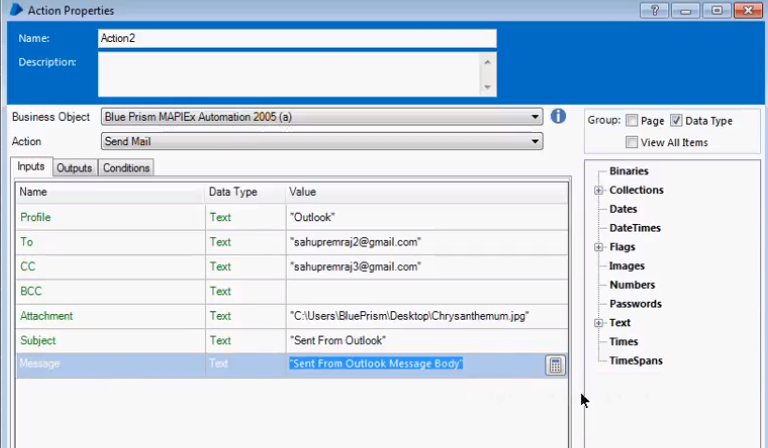 Action Properties
Name: Action2
Description:
Business Object Blue Prism MAPIEx Automation 2005 (a)
Action Send Mail
Group: Page Data Type
View All Items
Inputs Outputs Conditions
Name Data Type Value
Profile Text "Outlook"
To Text "sahupremraj2@gmail.com"
CC Text "sahupremraj3@gmail.com"
BCC Text
Attachment Text "C:\Users\BluePrism\Desktop\Chrysanthemum.jpg"
Subject Text "Sent From Outlook"
Message Text "Sent From Outlook Message Body"
Binaries
Collections
Dates
DateTimes
Flags
Images
Numbers
Passwords
Text
Times
TimeSpans